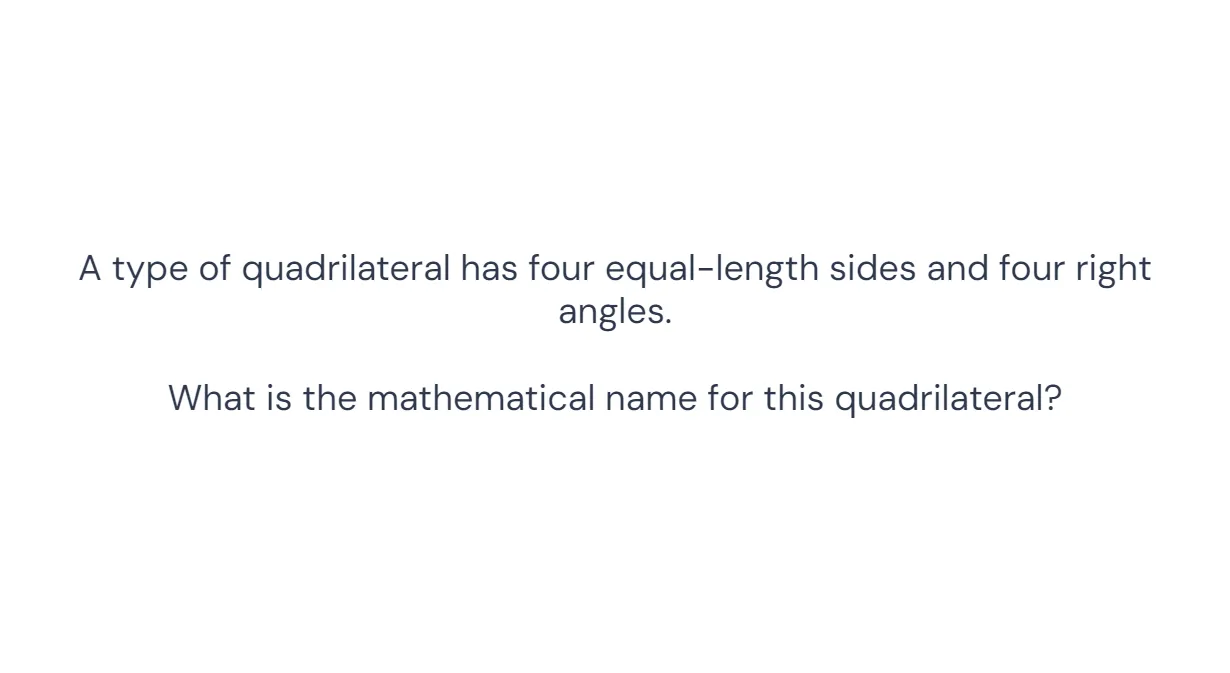 A type of quadrilateral has four equal-length sides and four right
angles.
What is the mathematical name for this quadrilateral?